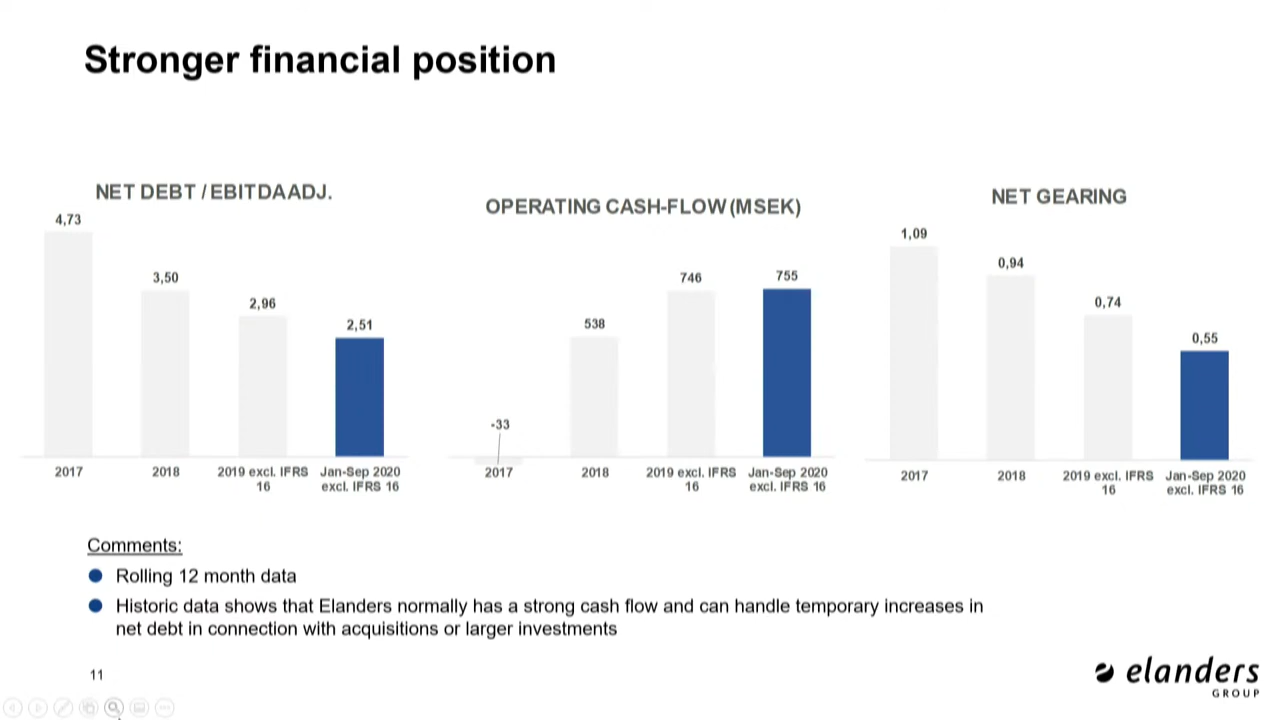 Stronger financial position
NET DEBT / EBITDAADJ.
4,73
3,50
2,96
2,51
2017
2018
2019 excl. IFRS
16
Jan-Sep 2020
excl. IFRS 16
OPERATING CASH-FLOW (MSEK)
-33
538
746
755
2017
2018
2019 excl. IFRS
16
Jan-Sep 2020
excl. IFRS 16
NET GEARING
1,09
0,94
0,74
0,55
2017
2018
2019 excl. IFRS
16
Jan-Sep 2020
excl. IFRS 16
Comments:
Rolling 12 month data
Historic data shows that Elanders normally has a strong cash flow and can handle temporary increases in
net debt in connection with acquisitions or larger investments
11
elanders
GROUP